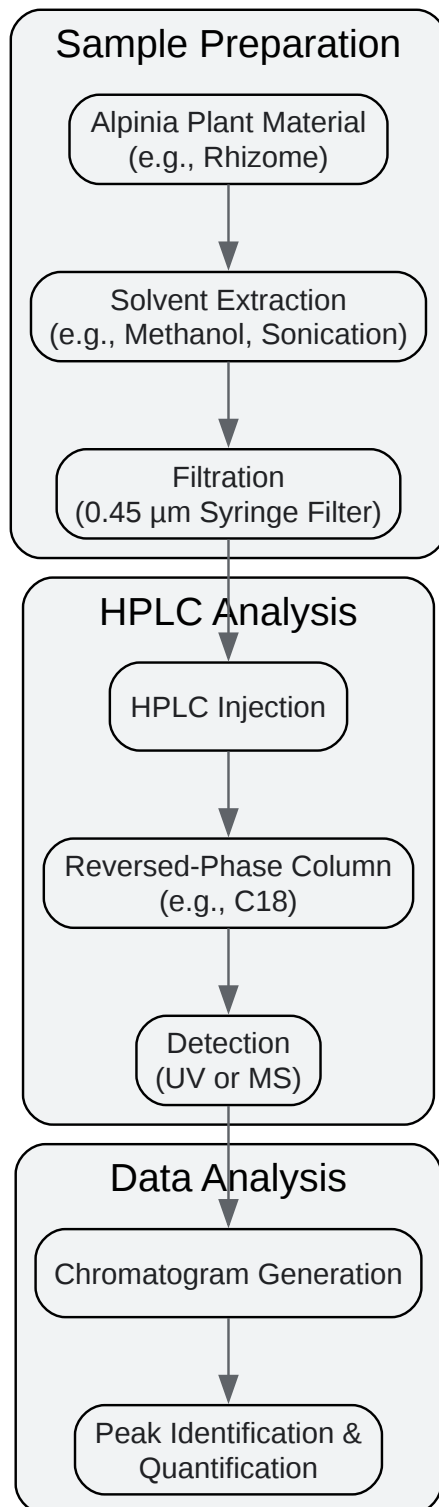 Sample Preparation
Alpinia Plant Material
(e.g., Rhizome)
Solvent Extraction
(e.g., Methanol, Sonication)
Filtration
(0.45 µm Syringe Filter)
HPLC Analysis
HPLC Injection
Reversed-Phase Column
(e.g., C18)
Detection
(UV or MS)
Data Analysis
Chromatogram Generation
Peak Identification &
Quantification